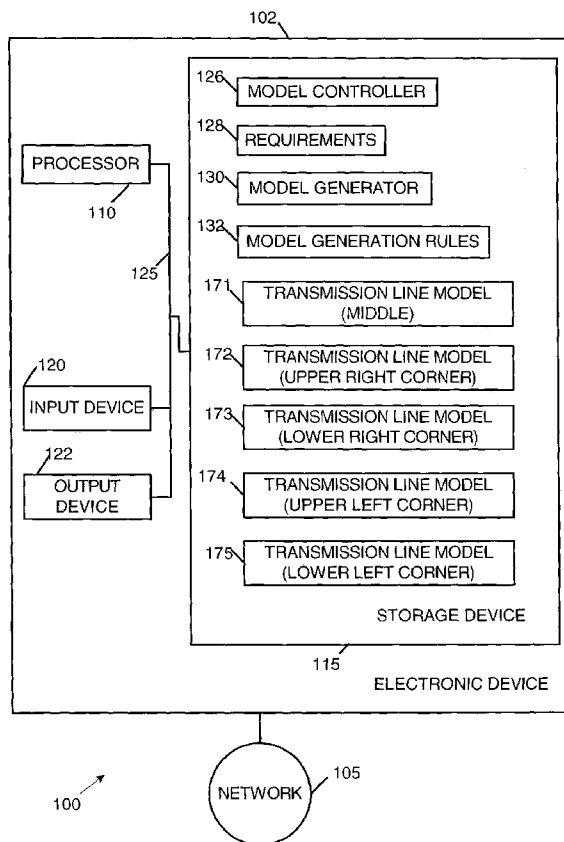 102
126
MODEL CONTROLLER
128
REQUIREMENTS
PROCESSOR
110
130
MODEL GENERATOR
132
MODEL GENERATION RULES
125
171
TRANSMISSION LINE MODEL
(MIDDLE)
172
TRANSMISSION LINE MODEL
(UPPER RIGHT CORNER)
120
INPUT DEVICE
173
TRANSMISSION LINE MODEL
(LOWER RIGHT CORNER)
122
OUTPUT
DEVICE
174
TRANSMISSION LINE MODEL
(UPPER LEFT CORNER)
175
TRANSMISSION LINE MODEL
(LOWER LEFT CORNER)
STORAGE DEVICE
115
ELECTRONIC DEVICE
NETWORK
105
100